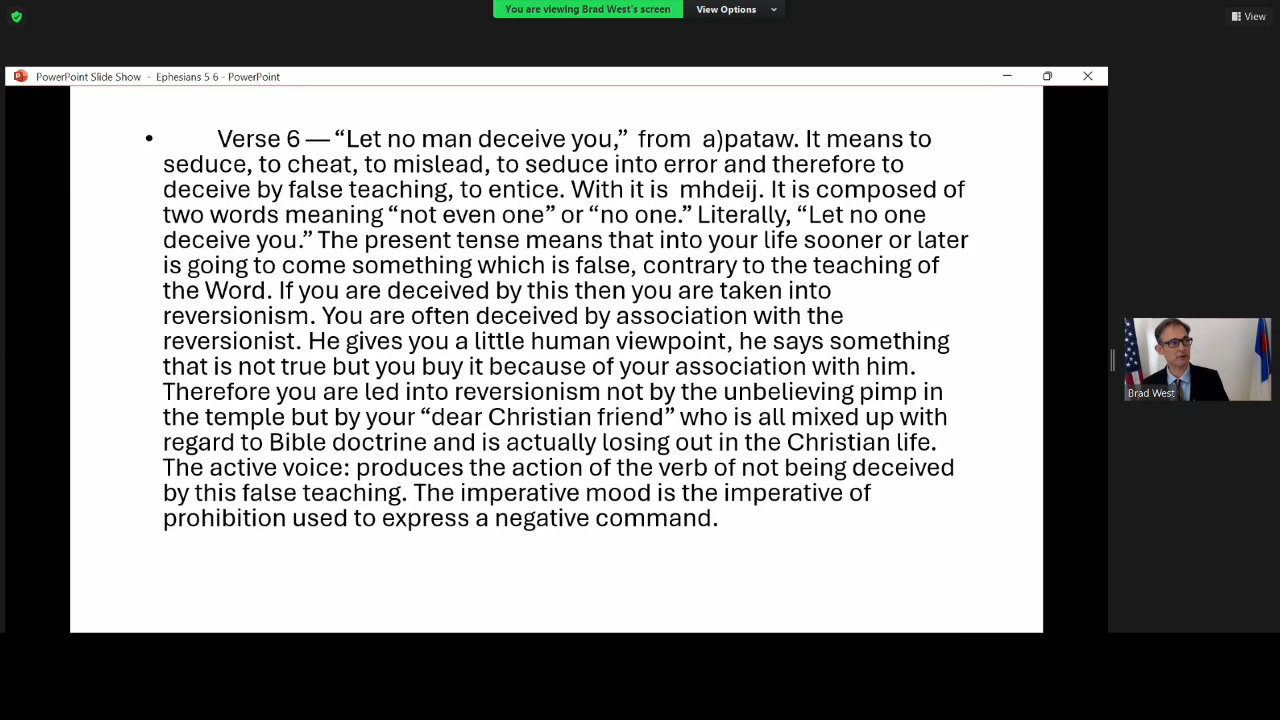 You are viewing Brad West's screen
View Options
View
PowerPoint Slide Show - Ephesians 5 6 - PowerPoint
• Verse 6 — “Let no man deceive you,” from a)pataw. It means to
seduce, to cheat, to mislead, to seduce into error and therefore to
deceive by false teaching, to entice. With it is mhdeij. It is composed of
two words meaning “not even one” or “no one.” Literally, “Let no one
deceive you.” The present tense means that into your life sooner or later
is going to come something which is false, contrary to the teaching of
the Word. If you are deceived by this then you are taken into
reversionism. You are often deceived by association with the
reversionist. He gives you a little human viewpoint, he says something
that is not true but you buy it because of your association with him.
Therefore you are led into reversionism not by the unbelieving pimp in
the temple but by your “dear Christian friend” who is all mixed up with
regard to Bible doctrine and is actually losing out in the Christian life.
The active voice: produces the action of the verb of not being deceived
by this false teaching. The imperative mood is the imperative of
prohibition used to express a negative command.
Brad West